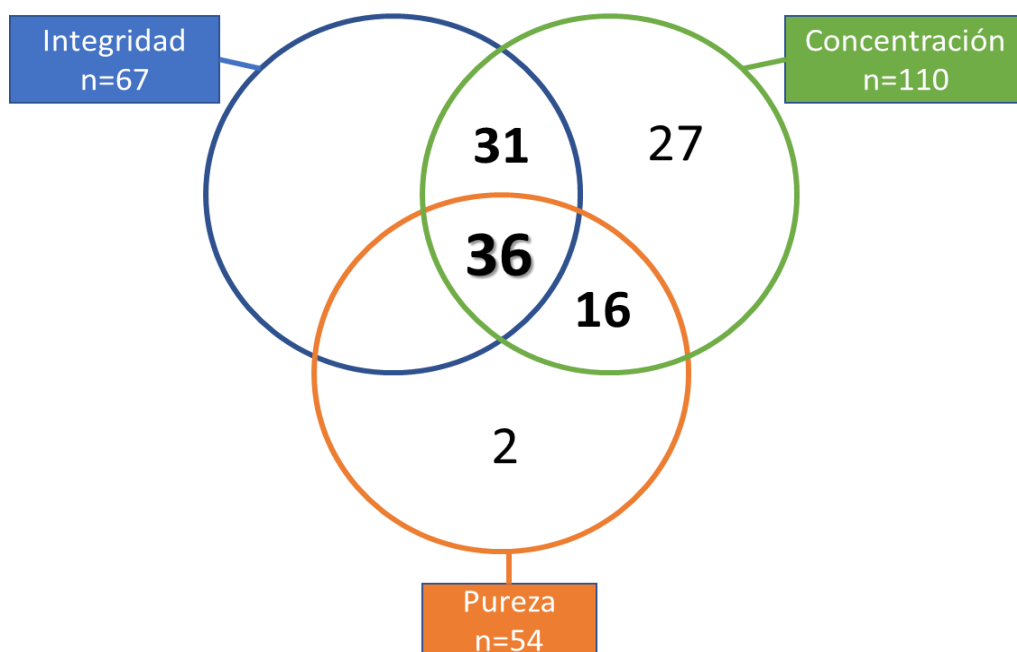 Integridad
n=67
Concentración
n=110
31
27
36
16
2
Pureza
n=54